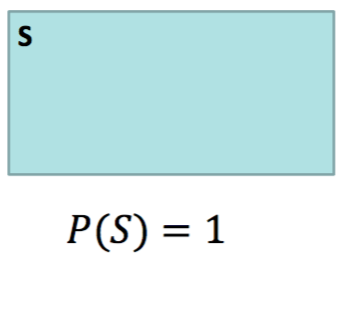 S
P(S) = 1